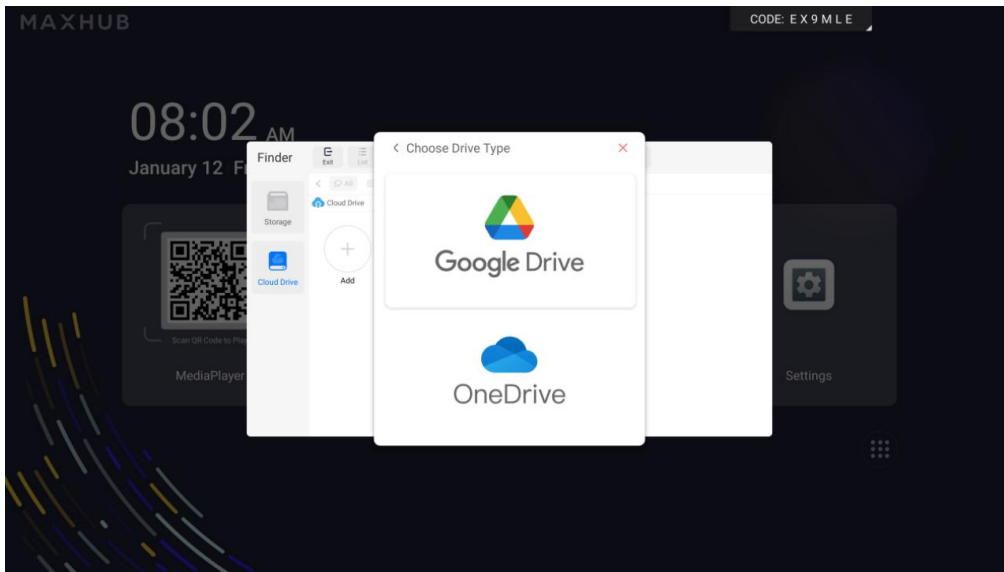 MAXHUB
CODE: E X 9 M L E
08:02 AM
January 12
Finder
Exit
List
Choose Drive Type
All
Cloud Drive
Storage
Cloud Drive
Add
Google Drive
OneDrive
Scan QR Code to Play
MediaPlayer
Settings